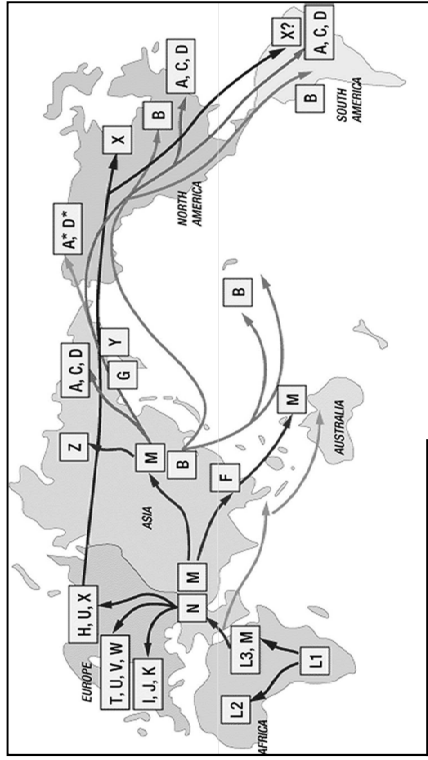 EUROPE
H, U, X
T, U, V, W
I, J, K
N
M
L3, M
L2
L1
AFRICA
ASIA
Z
M
B
F
A, C, D
G
Y
A*, D*
X
B
A, C, D
NORTH
AMERICA
B
M
AUSTRALIA
X?
A, C, D
B
SOUTH
AMERICA